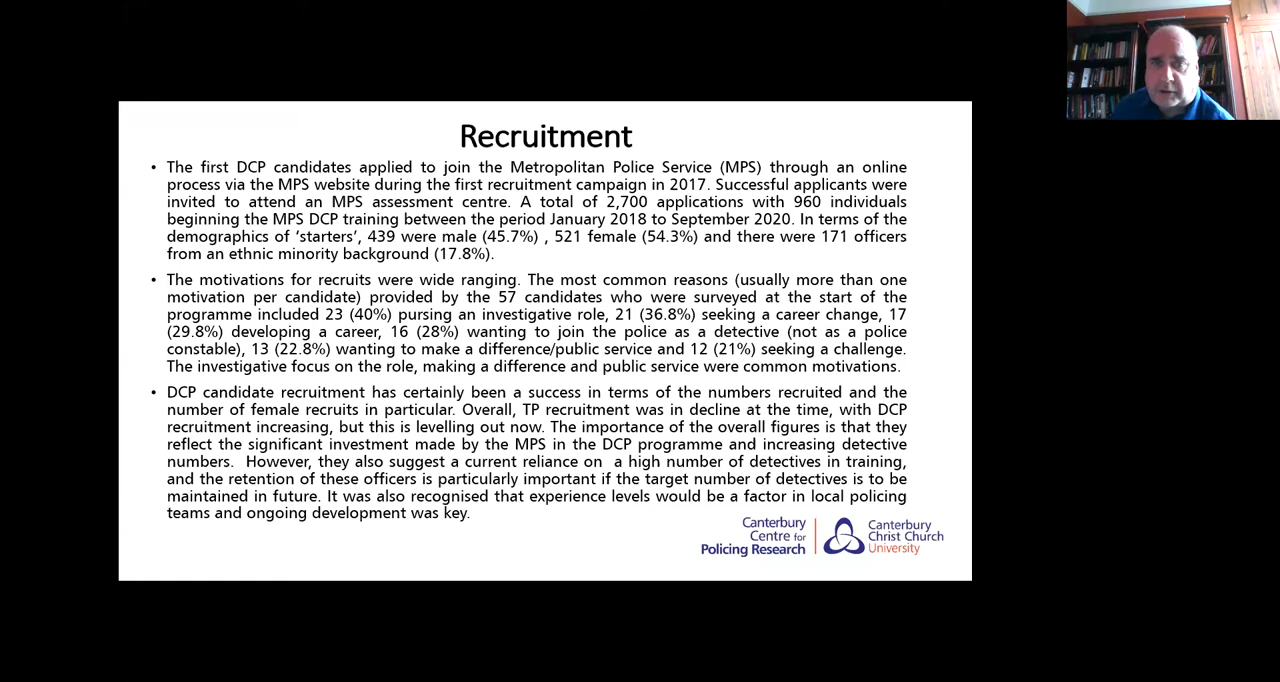 Recruitment
• The first DCP candidates applied to join the Metropolitan Police Service (MPS) through an online
process via the MPS website during the first recruitment campaign in 2017. Successful applicants were
invited to attend an MPS assessment centre. A total of 2,700 applications with 960 individuals
beginning the MPS DCP training between the period January 2018 to September 2020. In terms of the
demographics of ‘starters’, 439 were male (45.7%) , 521 female (54.3%) and there were 171 officers
from an ethnic minority background (17.8%).
• The motivations for recruits were wide ranging. The most common reasons (usually more than one
motivation per candidate) provided by the 57 candidates who were surveyed at the start of the
programme included 23 (40%) pursing an investigative role, 21 (36.8%) seeking a career change, 17
(29.8%) developing a career, 16 (28%) wanting to join the police as a detective (not as a police
constable), 13 (22.8%) wanting to make a difference/public service and 12 (21%) seeking a challenge.
The investigative focus on the role, making a difference and public service were common motivations.
• DCP candidate recruitment has certainly been a success in terms of the numbers recruited and the
number of female recruits in particular. Overall, TP recruitment was in decline at the time, with DCP
recruitment increasing, but this is levelling out now. The importance of the overall figures is that they
reflect the significant investment made by the MPS in the DCP programme and increasing detective
numbers. However, they also suggest a current reliance on a high number of detectives in training,
and the retention of these officers is particularly important if the target number of detectives is to be
maintained in future. It was also recognised that experience levels would be a factor in local policing
teams and ongoing development was key.
Canterbury
Centre for
Policing Research
Canterbury
Christ Church
University